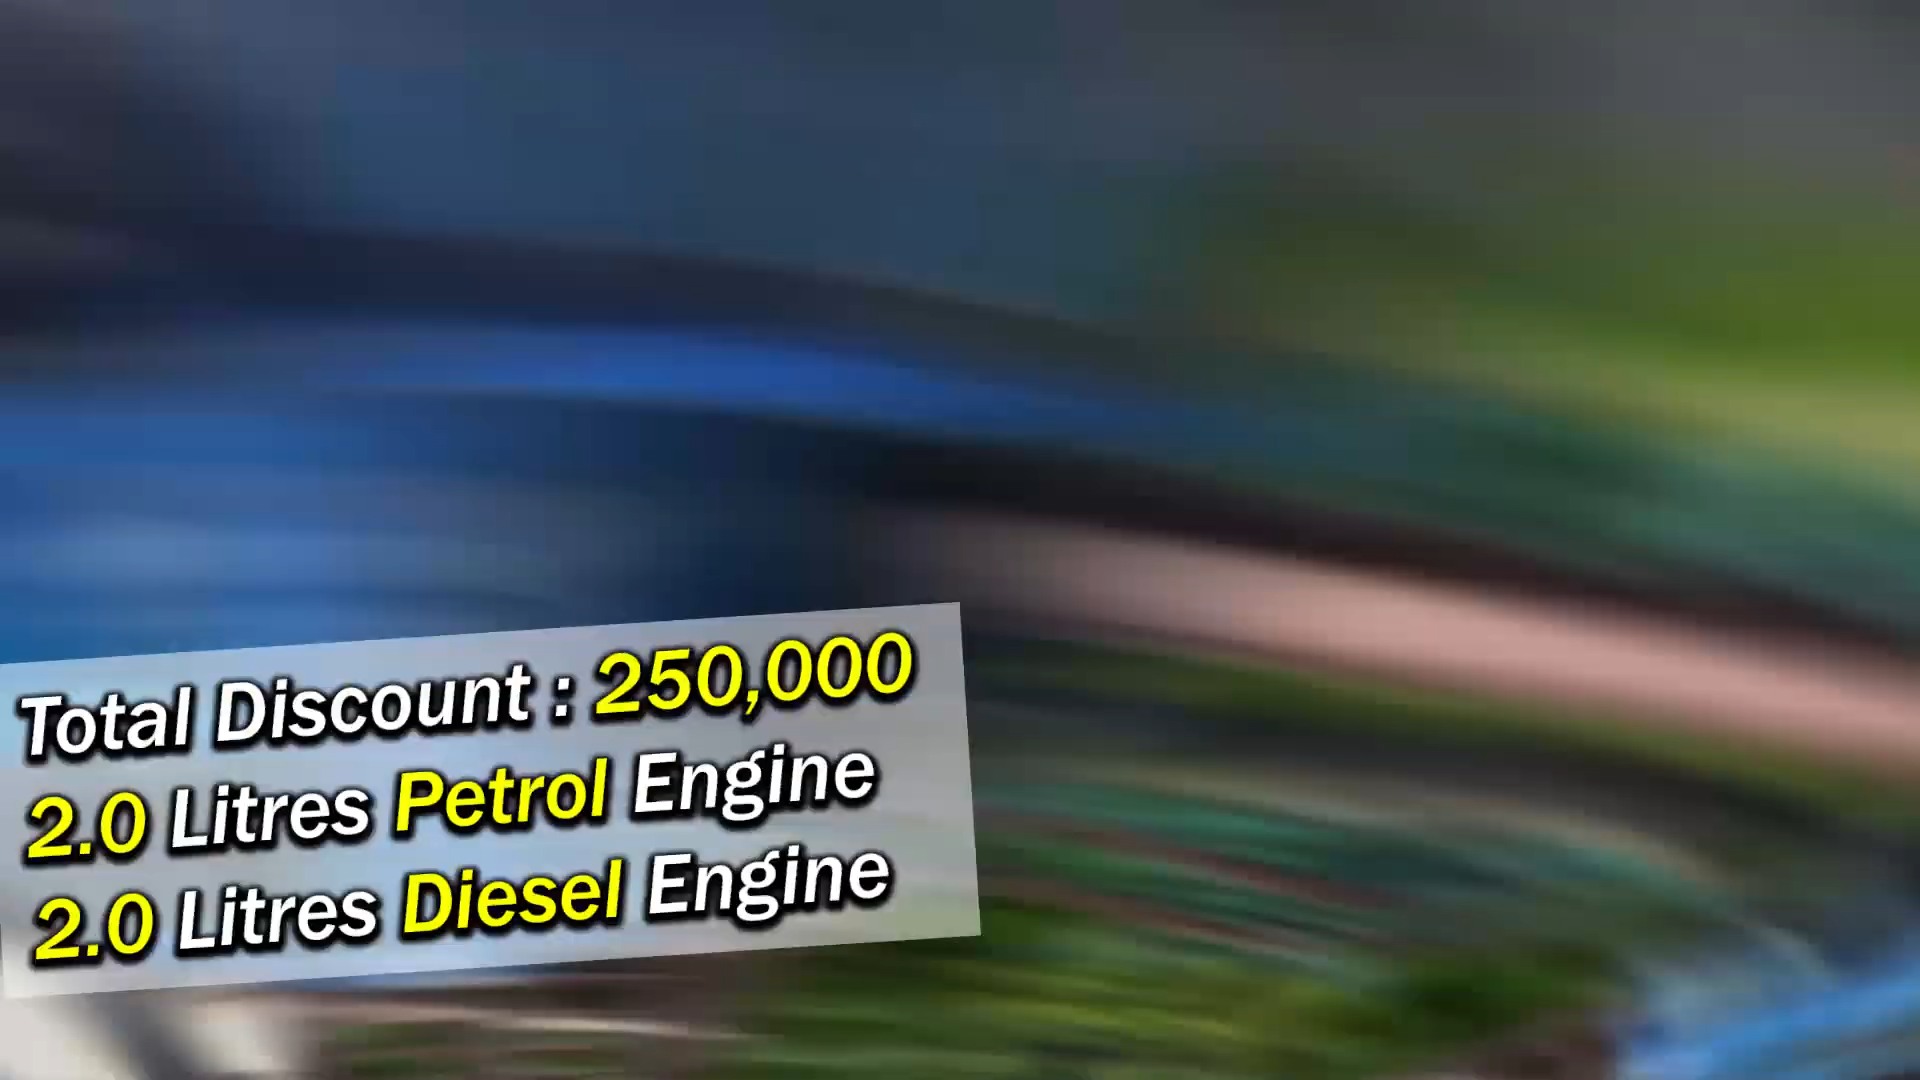 Total Discount : 250,000
2.0 Litres Petrol Engine
2.0 Litres Diesel Engine